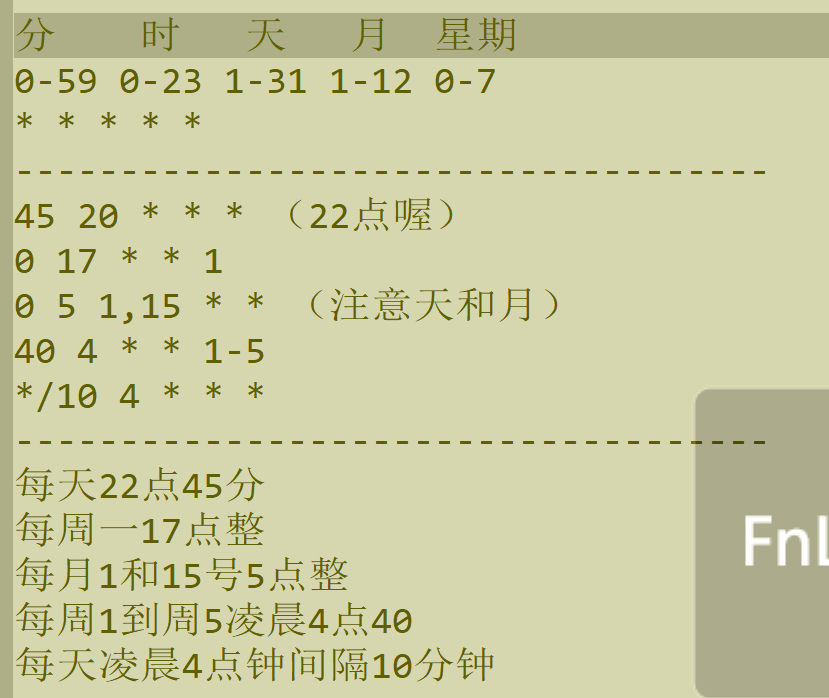 分 时 天 月 星期
0-59 0-23 1-31 1-12 0-7
* * * * *
------------------------------------
45 20 * * * （22点喔）
0 17 * * 1
0 5 1,15 * * （注意天和月）
40 4 * * 1-5
*/10 4 * * *
------------------------------------
每天22点45分
每周一17点整
每月1和15号5点整
每周1到周5凌晨4点40
每天凌晨4点钟间隔10分钟
FnL